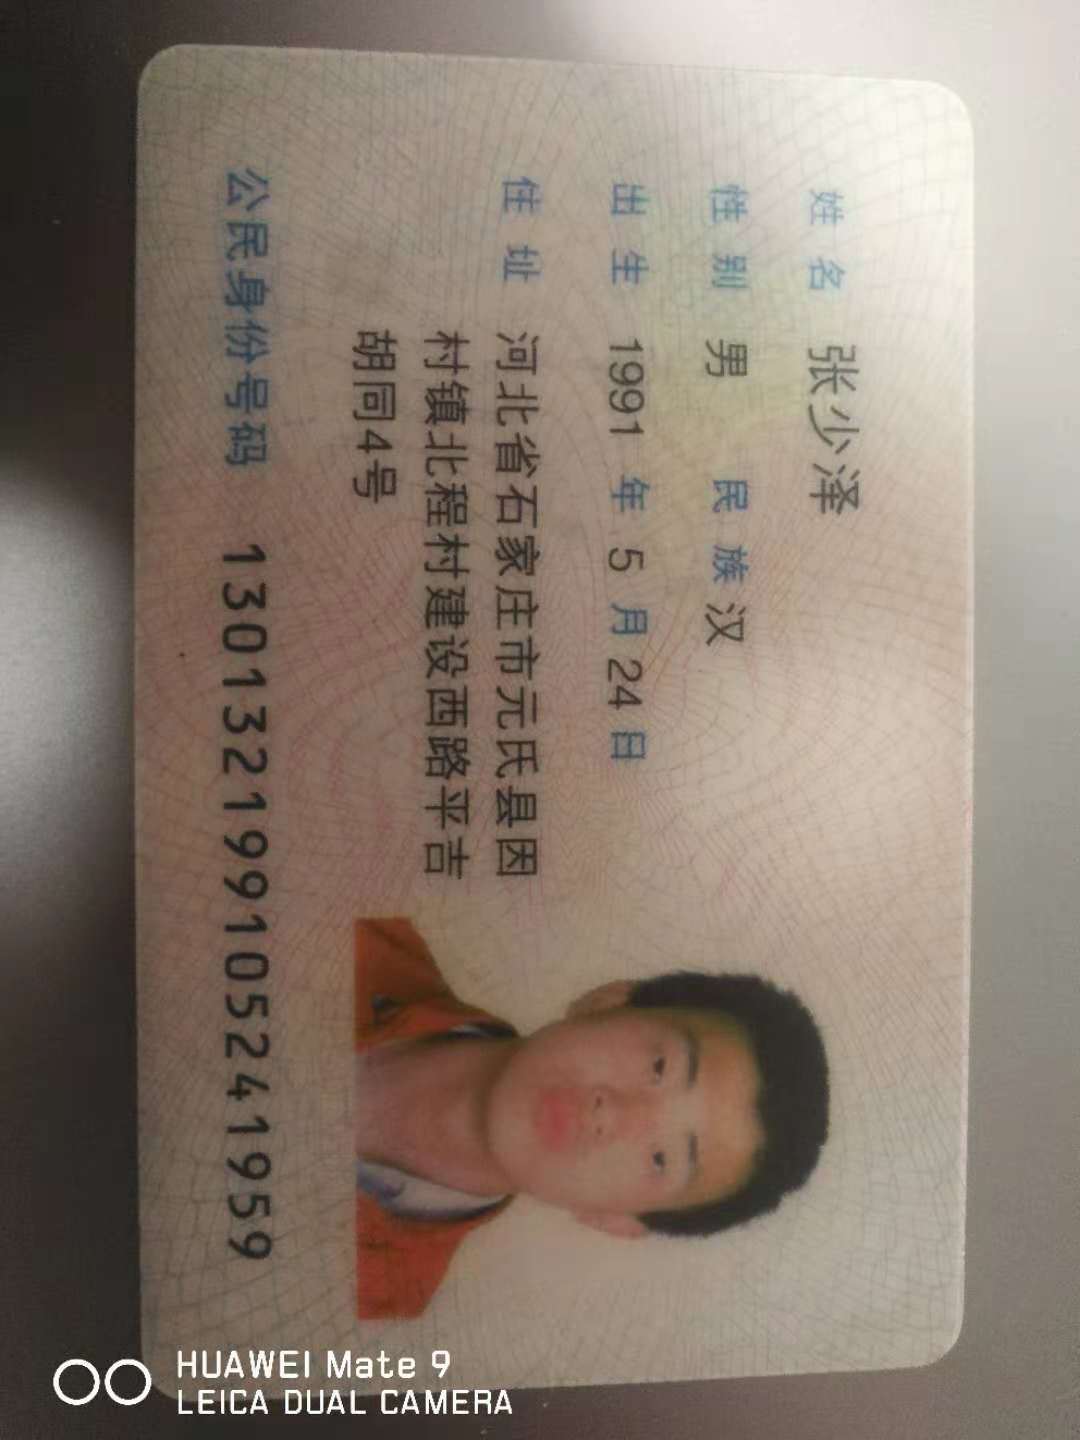 姓名 张少泽
性别 男 民族 汉
出生 1991 年 5 月 24 日
住址 河北省石家庄市元氏县因
村镇北程村建设西路平吉
胡同4号
公民身份号码 130132199105241959
HUAWEI Mate 9
LEICA DUAL CAMERA